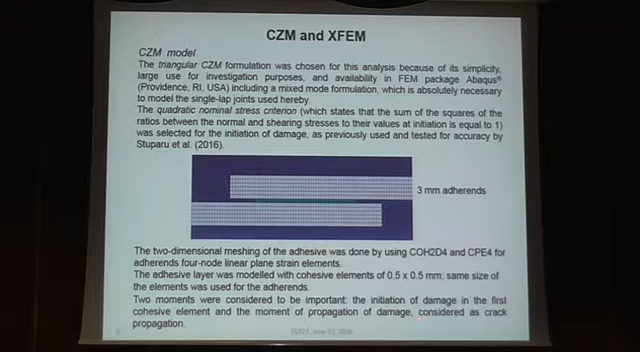 CZM and XFEM
CZM model
The triangular CZM formulation was chosen for this analysis because of its simplicity,
large use for investigation purposes, and availability in FEM package Abaqus®
(Providence, RI, USA) including a mixed mode formulation, which is absolutely necessary
to model the single-lap joints used hereby.
The quadratic nominal stress criterion (which states that the sum of the squares of the
ratios between the normal and shearing stresses to their values at initiation is equal to 1)
was selected for the initiation of damage, as previously used and tested for accuracy by
Stuparu et al. (2016).
3 mm adherends
The two-dimensional meshing of the adhesive was done by using COH2D4 and CPE4 for
adherends four-node linear plane strain elements.
The adhesive layer was modelled with cohesive elements of 0.5 x 0.5 mm; same size of
the elements was used for the adherends.
Two moments were considered to be important: the initiation of damage in the first
cohesive element and the moment of propagation of damage, considered as crack
propagation.